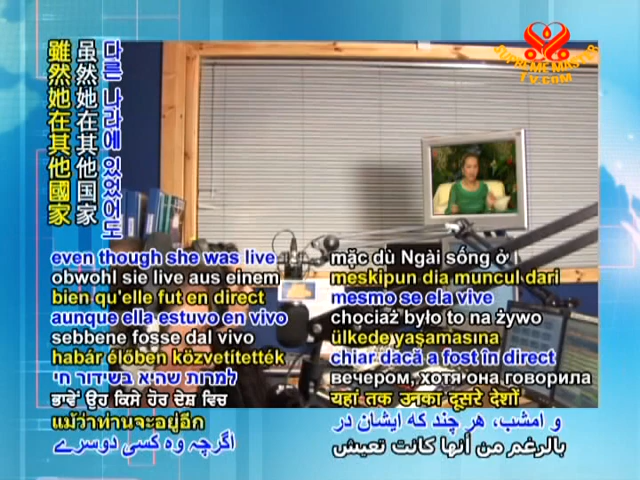 SUPREME MASTER
TV.COM
雖然她在其他國家
虽然她在其他国家
다른 나라에 있었어도
even though she was live
obwohl sie live aus einem
bien qu'elle fut en direct
aunque ella estuvo en vivo
sebbene fosse dal vivo
habár élőben közvetítették
למרות שהיא בשידור חי
ਭਾਵੇਂ ਉਹ ਕਿਸੇ ਹੋਰ ਦੇਸ਼ ਵਿਚ
แม้ว่าท่านจะอยู่อีก
اگرچہ وہ کسی دوسرے
mặc dù Ngài sống ở
meskipun dia muncul dari
mesmo se ela vive
chociaż było to na żywo
ülkede yaşamasına
chiar dacă a fost în direct
вечером, хотя она говорила
यहां तक उनका दूसरे देशों
و امشب، هر چند که ایشان در
بالرغم من أنها كانت تعيش